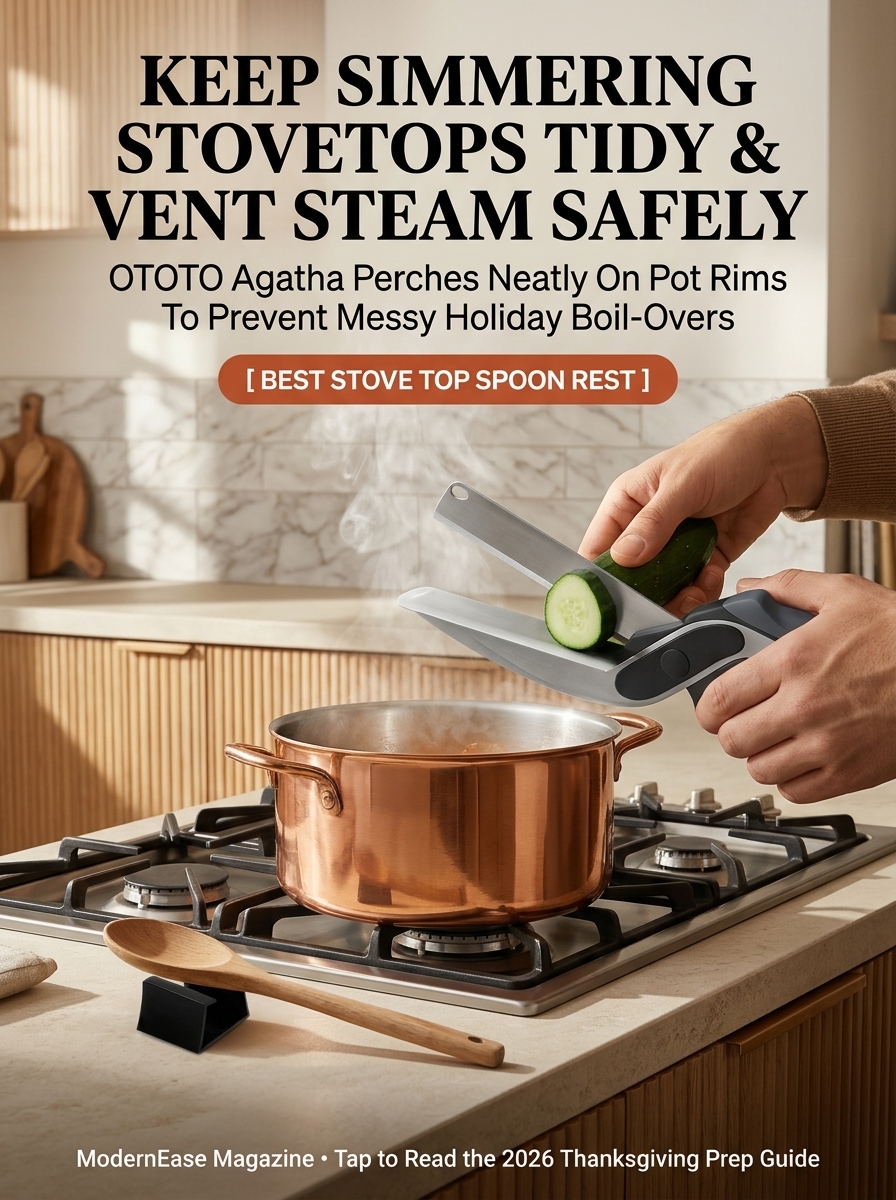 KEEP SIMMERING
STOVETOPS TIDY &
VENT STEAM SAFELY
OTOTO Agatha Perches Neatly On Pot Rims
To Prevent Messy Holiday Boil-Overs
[ BEST STOVE TOP SPOON REST ]
ModernEase Magazine • Tap to Read the 2026 Thanksgiving Prep Guide